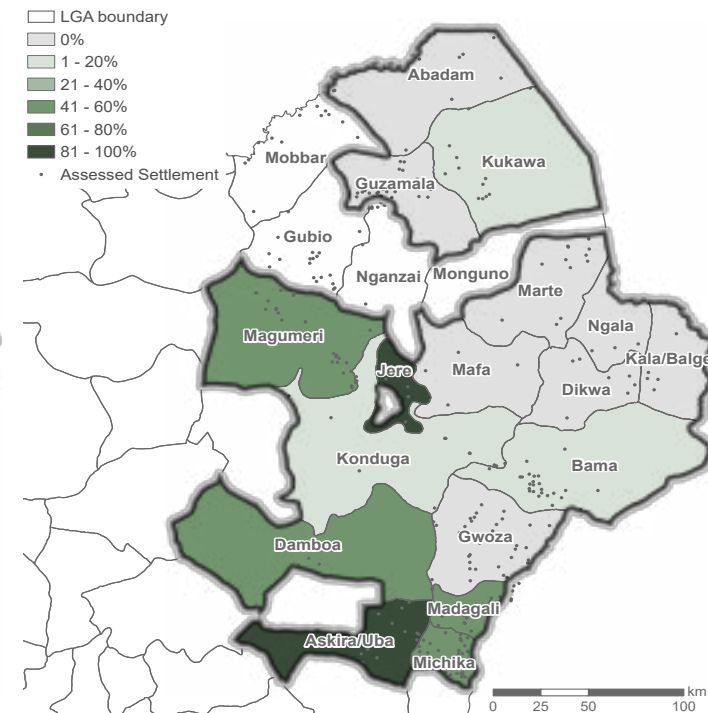 LGA boundary
0%
1 - 20%
21 - 40%
41 - 60%
61 - 80%
81 - 100%
Assessed Settlement
Abadam
Mobbar
Kukawa
Guzamala
Gubio
Nganzai
Monguno
Marte
Ngala
Magumeri
Kala/Balge
Jere
Mafa
Dikwa
Konduga
Bama
Gwoza
Damboa
Madagali
Askira/Uba
Michika
km
0 25 50 100